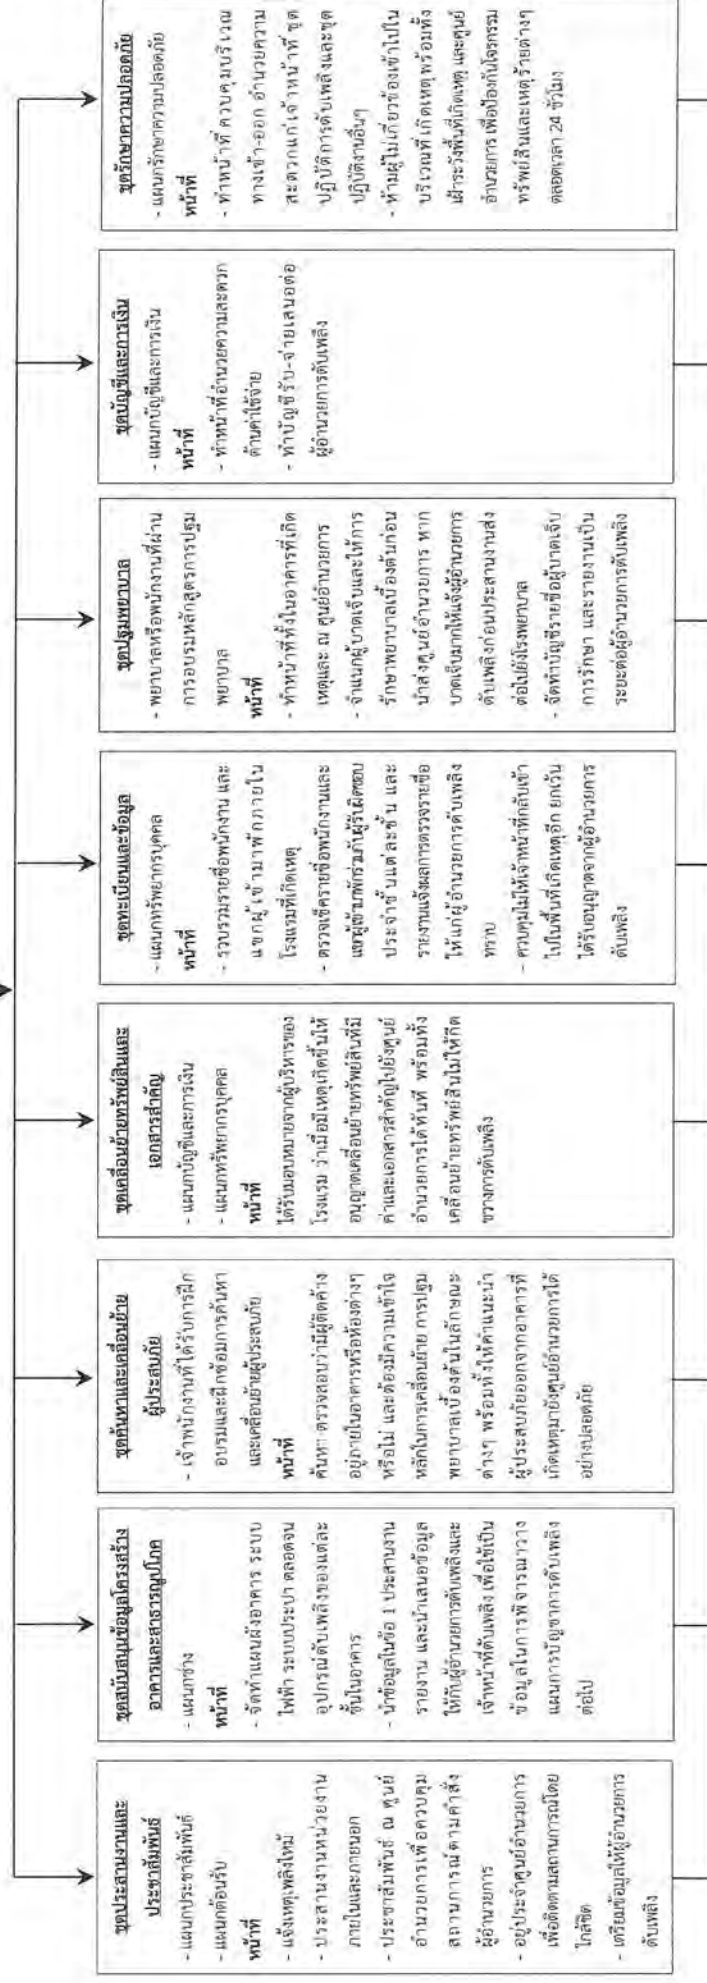 ชุดประสานงานและ
ประชาสัมพันธ์
- แผนกประชาสัมพันธ์
- แผนกต้อนรับ
หน้าที่
- แจ้งเหตุเพลิงไหม้
- ประสานงานหน่วยงาน
ภายในและภายนอก
- ประชาสัมพันธ์ ณ ศูนย์
อำนวยการเพื่อควบคุม
สถานการณ์ตามคำสั่ง
ผู้อำนวยการ
- อยู่ประจำศูนย์อำนวยการ
เพื่อติดตามสถานการณ์โดย
ใกล้ชิด
- เตรียมข้อมูลให้ผู้อำนวยการ
ดับเพลิง
ชุดสนับสนุนข้อมูลโครงสร้าง
อาคารและสาธารณูปโภค
- แผนกช่าง
หน้าที่
- จัดทำแผนผังอาคาร ระบบ
ไฟฟ้า ระบบประปา ตลอดจน
อุปกรณ์ดับเพลิงของแต่ละ
ชั้นในอาคาร
- นำข้อมูลในข้อ 1 ประสานงาน
รายงาน และนำเสนอข้อมูล
ให้กับผู้อำนวยการดับเพลิงและ
เจ้าหน้าที่ดับเพลิง เพื่อใช้เป็น
ข้อมูลในการพิจารณาวาง
แผนการบัญชาการดับเพลิง
ต่อไป
ชุดค้นหาและเคลื่อนย้าย
ผู้ประสบภัย
- เจ้าพนักงานที่ได้รับการฝึก
อบรมและฝึกซ้อมการค้นหา
และเคลื่อนย้ายผู้ประสบภัย
หน้าที่
ค้นหา ตรวจสอบว่ามีผู้ติดค้าง
อยู่ภายในอาคารหรือห้องต่างๆ
หรือไม่ และต้องมีความเข้าใจ
หลักในการเคลื่อนย้าย การปฐม
พยาบาลเบื้องต้นในลักษณะ
ต่างๆ พร้อมทั้งให้คำแนะนำ
ผู้ประสบภัยออกจากอาคารที่
เกิดเหตุมายังศูนย์อำนวยการได้
อย่างปลอดภัย
ชุดเคลื่อนย้ายทรัพย์สินและ
เอกสารสำคัญ
- แผนกบัญชีและการเงิน
- แผนกทรัพยากรบุคคล
หน้าที่
ได้รับมอบหมายจากผู้บริหารของ
โรงแรม ว่าเมื่อมีเหตุเกิดขึ้นให้
อนุญาตเคลื่อนย้ายทรัพย์สินที่มี
ค่าและเอกสารสำคัญไปยังศูนย์
อำนวยการได้ทันที พร้อมทั้ง
เคลื่อนย้ายทรัพย์สินไม่ให้กีด
ขวางการดับเพลิง
ชุดทะเบียนและข้อมูล
- แผนกทรัพยากรบุคคล
หน้าที่
- รวบรวมรายชื่อพนักงาน และ
แขกผู้เข้ามาพักภายใน
โรงแรมที่เกิดเหตุ
- ตรวจเช็ครายชื่อพนักงานและ
แขกผู้เข้ามาพักร่วมกับผู้รับผิดชอบ
ประจำชั้นแต่ละชั้น และ
รายงานแจ้งผลการตรวจรายชื่อ
ให้แก่ผู้อำนวยการดับเพลิง
ทราบ
- ควบคุมไม่ให้เจ้าหน้าที่กลับเข้า
ไปในพื้นที่เกิดเหตุอีก ยกเว้น
ได้รับอนุญาตจากผู้อำนวยการ
ดับเพลิง
ชุดปฐมพยาบาล
- พยาบาลหรือพนักงานที่ผ่าน
การอบรมหลักสูตรการปฐม
พยาบาล
หน้าที่
- ทำหน้าที่ทั้งในอาคารที่เกิด
เหตุและ ณ ศูนย์อำนวยการ
- จำแนกผู้บาดเจ็บและให้การ
รักษาพยาบาลเบื้องต้นก่อน
นำส่งศูนย์อำนวยการ หาก
บาดเจ็บมากให้แจ้งผู้อำนวยการ
ดับเพลิงก่อนประสานงานส่ง
ต่อไปยังโรงพยาบาล
- จัดทำบัญชีรายชื่อผู้บาดเจ็บ
การรักษา และรายงานเป็น
ระยะต่อผู้อำนวยการดับเพลิง
ชุดบัญชีและการเงิน
- แผนกบัญชีและการเงิน
หน้าที่
- ทำหน้าที่อำนวยความสะดวก
ด้านค่าใช้จ่าย
- ทำบัญชีรับ-จ่ายเสนอต่อ
ผู้อำนวยการดับเพลิง
ชุดรักษาความปลอดภัย
- แผนกรักษาความปลอดภัย
หน้าที่
- ทำหน้าที่ ควบคุมบริเวณ
ทางเข้า-ออก อำนวยความ
สะดวกแก่เจ้าหน้าที่ ชุด
ปฏิบัติการดับเพลิงและชุด
ปฏิบัติงานอื่นๆ
- ห้ามผู้ไม่เกี่ยวข้องเข้าไปใน
บริเวณที่เกิดเหตุ พร้อมทั้ง
เฝ้าระวังพื้นที่เกิดเหตุ และศูนย์
อำนวยการ เพื่อป้องกันโจรกรรม
ทรัพย์สินและเหตุร้ายต่างๆ
ตลอดเวลา 24 ชั่วโมง